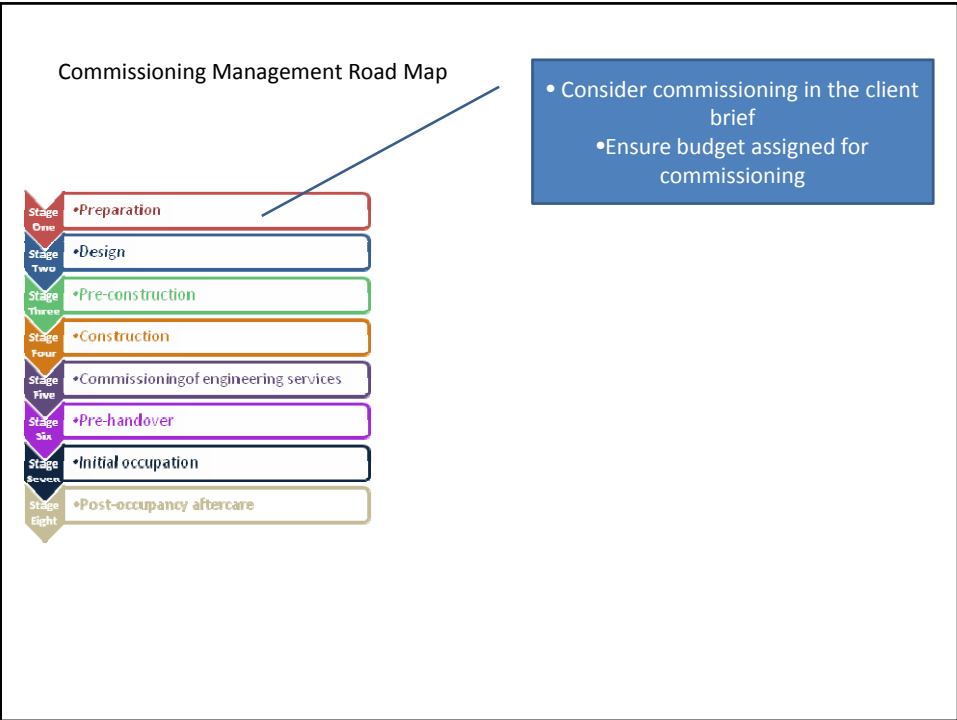 Commissioning Management Road Map
• Consider commissioning in the client
brief
•Ensure budget assigned for
commissioning
Stage
One
•Preparation
Stage
Two
•Design
Stage
Three
•Pre-construction
Stage
Four
•Construction
Stage
Five
•Commissioningof engineering services
Stage
Six
•Pre-handover
Stage
Seven
•Initial occupation
Stage
Eight
•Post-occupancy aftercare